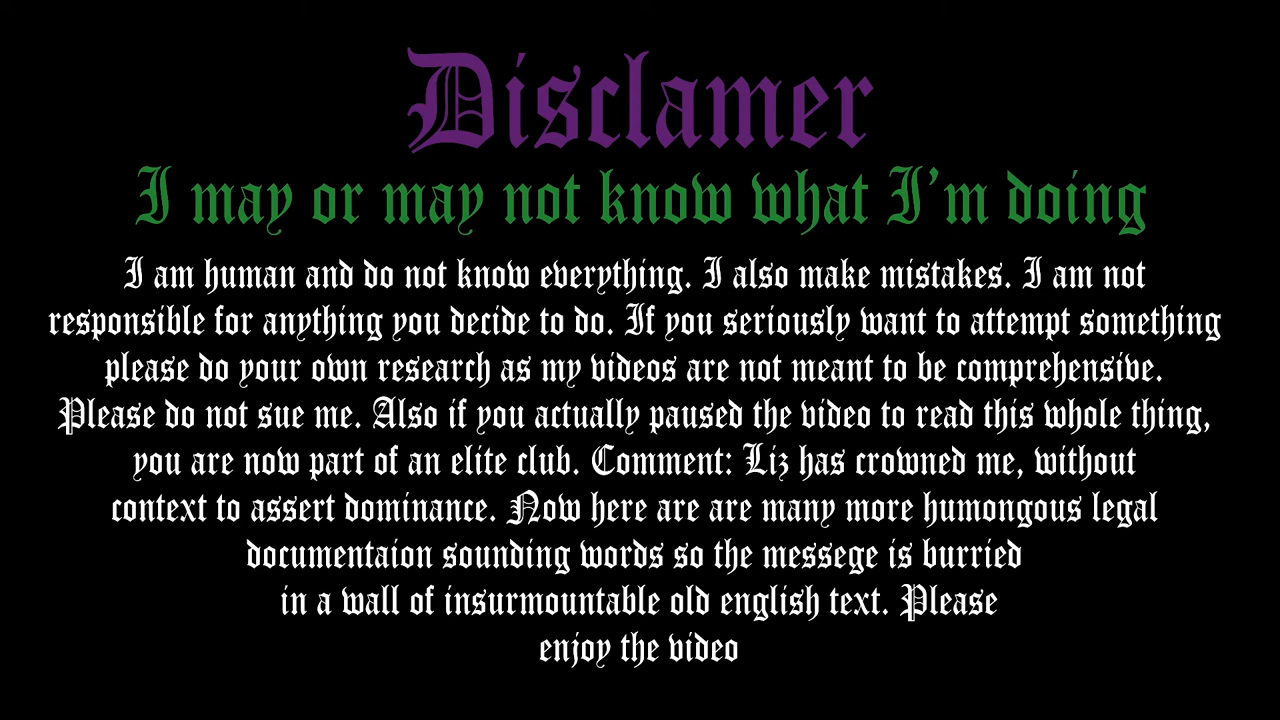 Disclamer
I may or may not know what I'm doing
I am human and do not know everything. I also make mistakes. I am not
responsible for anything you decide to do. If you seriously want to attempt something
please do your own research as my videos are not meant to be comprehensive.
Please do not sue me. Also if you actually paused the video to read this whole thing,
you are now part of an elite club. Comment: Liz has crowned me, without
context to assert dominance. Now here are are many more humongous legal
documentaion sounding words so the messege is burried
in a wall of insurmountable old english text. Please
enjoy the video